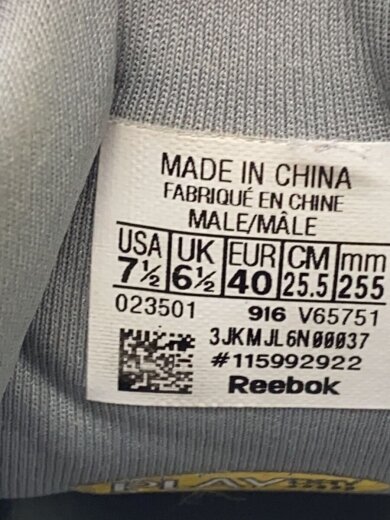 MADE IN CHINA
FABRIQUÉ EN CHINE
MALE/MÂLE
USA UK EUR CM mm
7½ 6½ 40 25.5 255
023501 916 V65751
3JKMJL6N00037
#115992922
Reebok
PLAY